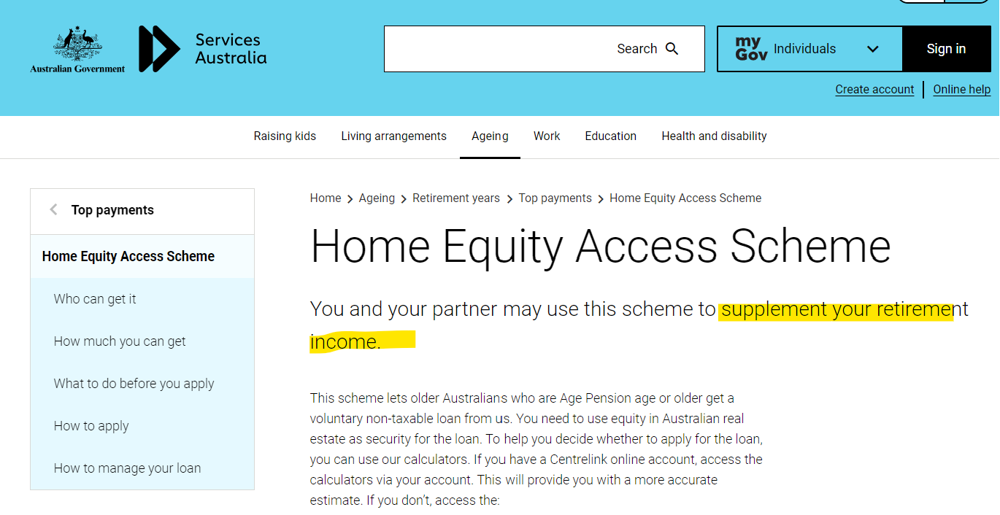 Australian Government
Services
Australia
Search
my
Gov
Individuals
Sign in
Create account
Online help
Raising kids
Living arrangements
Ageing
Work
Education
Health and disability
Top payments
Home Equity Access Scheme
Who can get it
How much you can get
What to do before you apply
How to apply
How to manage your loan
Home > Ageing > Retirement years > Top payments > Home Equity Access Scheme
Home Equity Access Scheme
You and your partner may use this scheme to supplement your retirement
income.
This scheme lets older Australians who are Age Pension age or older get a
voluntary non-taxable loan from us. You need to use equity in Australian real
estate as security for the loan. To help you decide whether to apply for the loan,
you can use our calculators. If you have a Centrelink online account, access the
calculators via your account. This will provide you with a more accurate
estimate. If you don’t, access the: